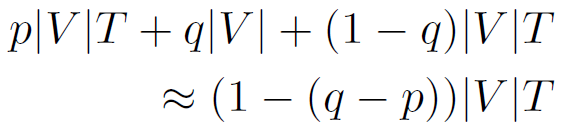 p|V|T + q|V| + (1 − q)|V|T
≈ (1 − (q − p))|V|T